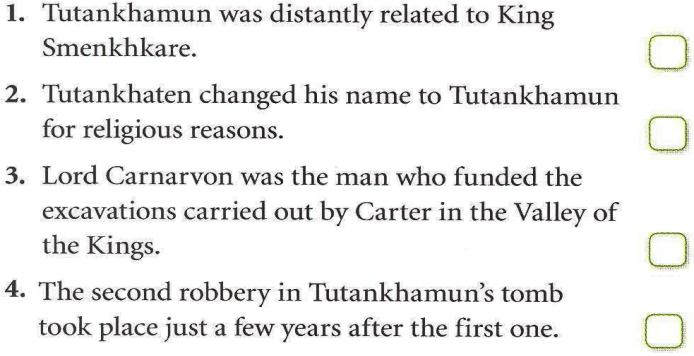 1. Tutankhamun was distantly related to King
Smenkhkare.
2. Tutankhaten changed his name to Tutankhamun
for religious reasons.
3. Lord Carnarvon was the man who funded the
excavations carried out by Carter in the Valley of
the Kings.
4. The second robbery in Tutankhamun's tomb
took place just a few years after the first one.